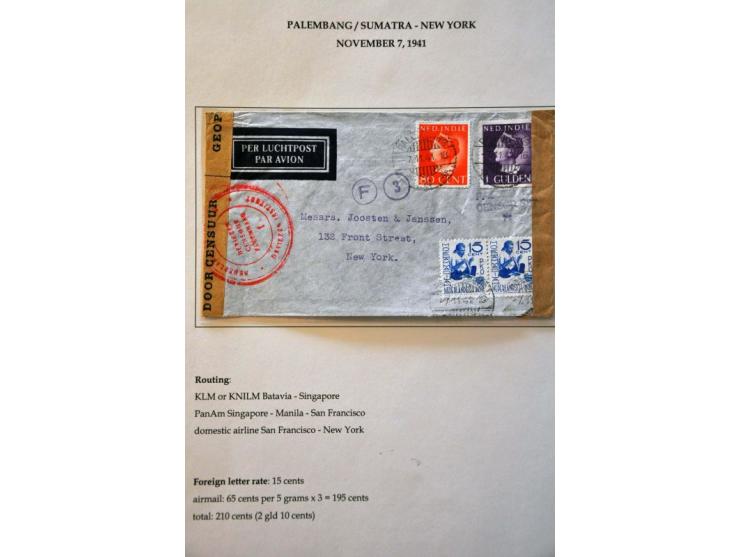 PALEMBANG / SUMATRA - NEW YORK
NOVEMBER 7, 1941
GEOP
DOOR CENSUUR
PER LUCHTPOST
PAR AVION
NED. INDIE
80 CENT
NED. INDIE
1 GULDEN
F
3
Messrs. Joosten & Janssen,
132 Front Street,
New York.
15
15
Routing:
KLM or KNILM Batavia - Singapore
PanAm Singapore - Manila - San Francisco
domestic airline San Francisco - New York
Foreign letter rate: 15 cents
airmail: 65 cents per 5 grams x 3 = 195 cents
total: 210 cents (2 gld 10 cents)